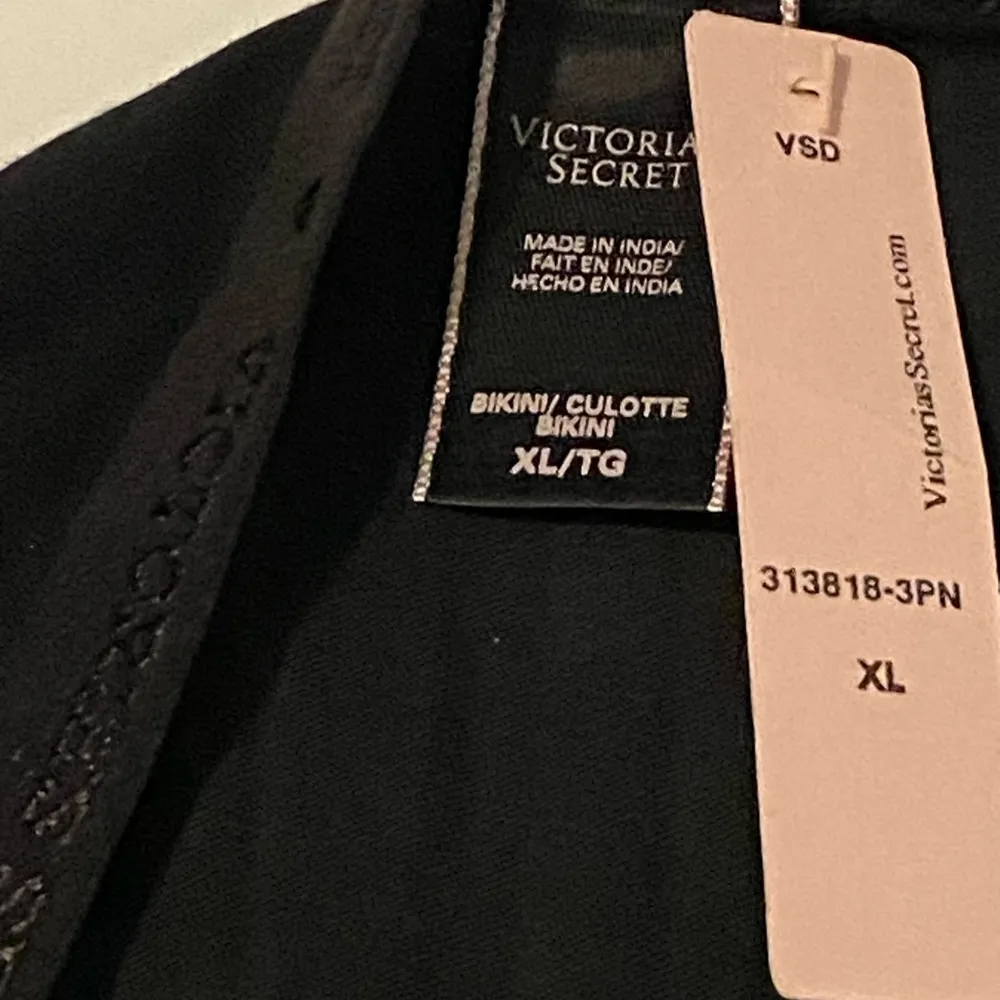 VICTORIA
SECRET
MADE IN INDIA/
FAIT EN INDE/
HECHO EN INDIA
BIKINI/ CULOTTE
BIKINI
XL/TG
VSD
VictoriasSecret.com
313818-3PN
XL
VICTORIA'S